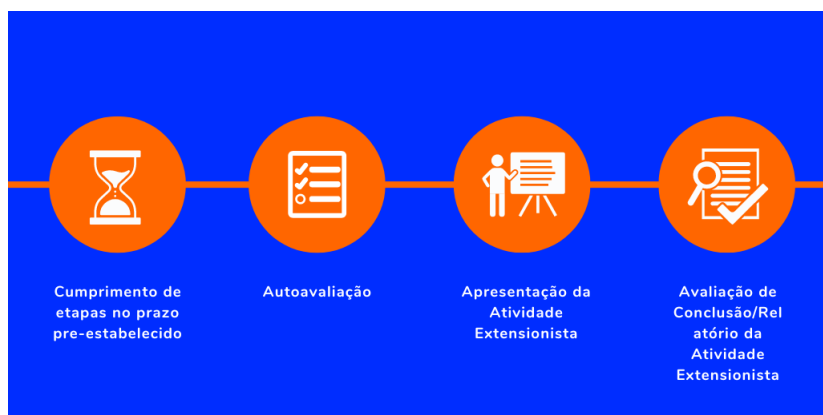 Cumprimento de
etapas no prazo
pre-estabelecido
Autoavaliação
Apresentação da
Atividade
Extensionista
Avaliação de
Conclusão/Rel
atório da
Atividade
Extensionista